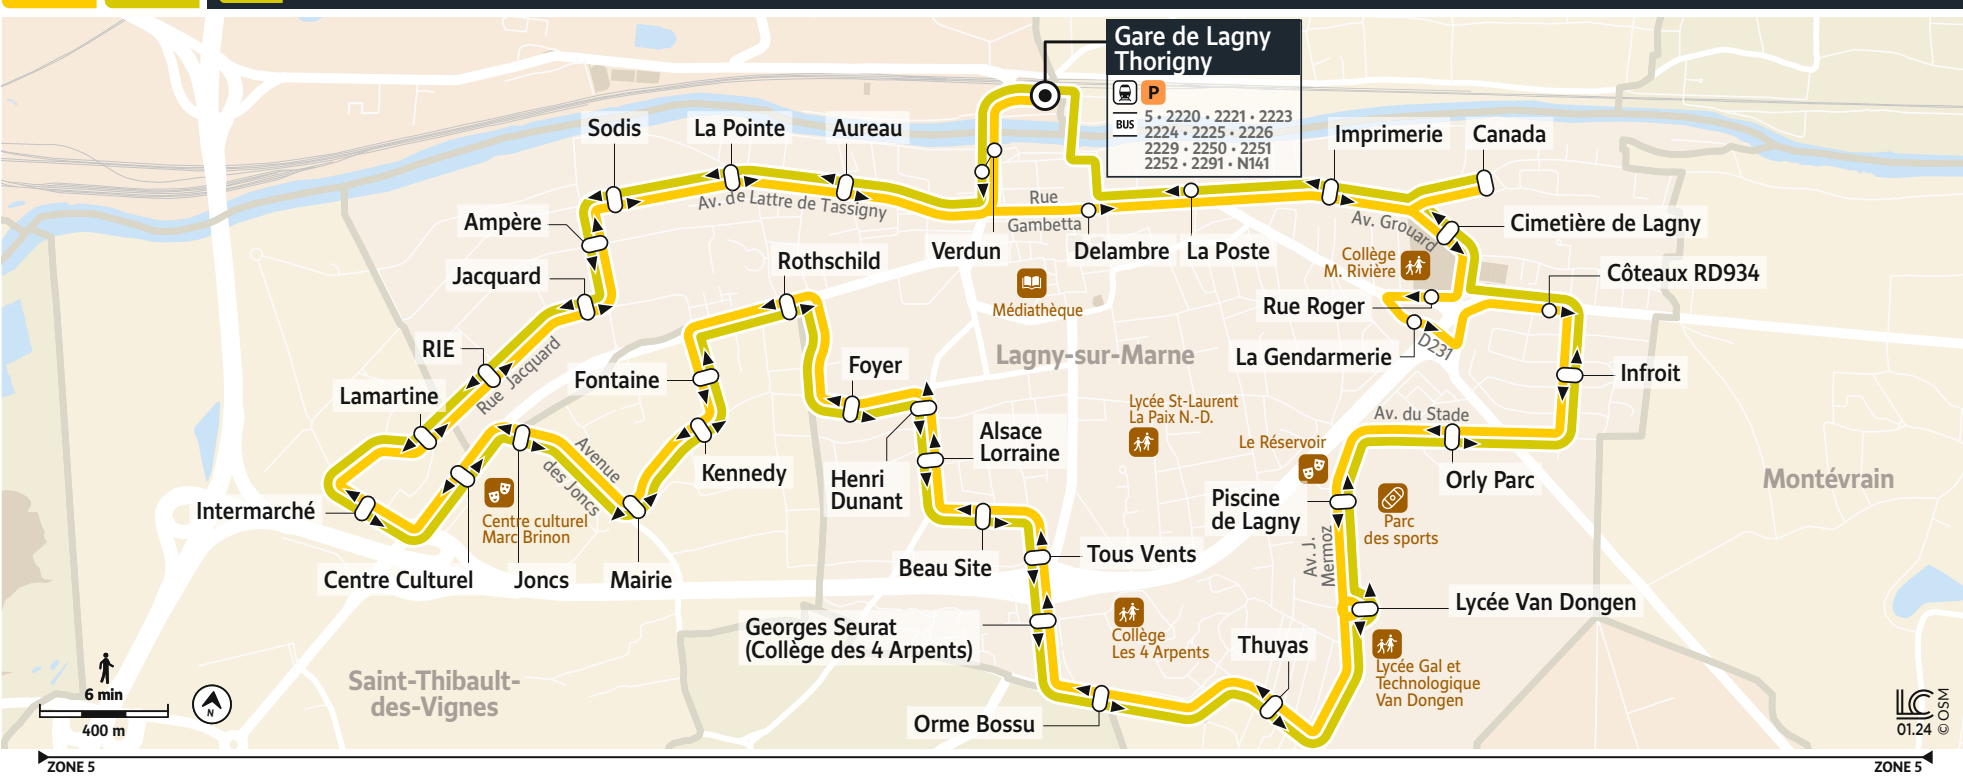 Gare de Lagny
Thorigny
P
BUS
5 • 2220 • 2221 • 2223
2224 • 2225 • 2226
2229 • 2250 • 2251
2252 • 2291 • N141
Sodis
La Pointe
Aureau
Imprimerie
Canada
Av. de Lattre de Tassigny
Rue
Gambetta
Av. Grouard
Ampère
Cimetière de Lagny
Verdun
Delambre
La Poste
Rothschild
Collège
M. Rivière
Jacquard
Côteaux RD934
Médiathèque
Rue Roger
RIE
Rue Jacquard
Lagny-sur-Marne
La Gendarmerie
D231
Fontaine
Foyer
Infroit
Lamartine
Lycée St-Laurent
La Paix N.-D.
Av. du Stade
Alsace
Lorraine
Le Réservoir
Avenue
des Joncs
Kennedy
Henri
Dunant
Orly Parc
Montévrain
Intermarché
Piscine
de Lagny
Centre culturel
Marc Brinon
Parc
des sports
Av. J.
Mermoz
Centre Culturel
Joncs
Mairie
Beau Site
Tous Vents
Lycée Van Dongen
Georges Seurat
(Collège des 4 Arpents)
Collège
Les 4 Arpents
Thuyas
Lycée Gal et
Technologique
Van Dongen
Saint-Thibault-
des-Vignes
Orme Bossu
6 min
400 m
N
LC
01.24
© OSM
ZONE 5
ZONE 5